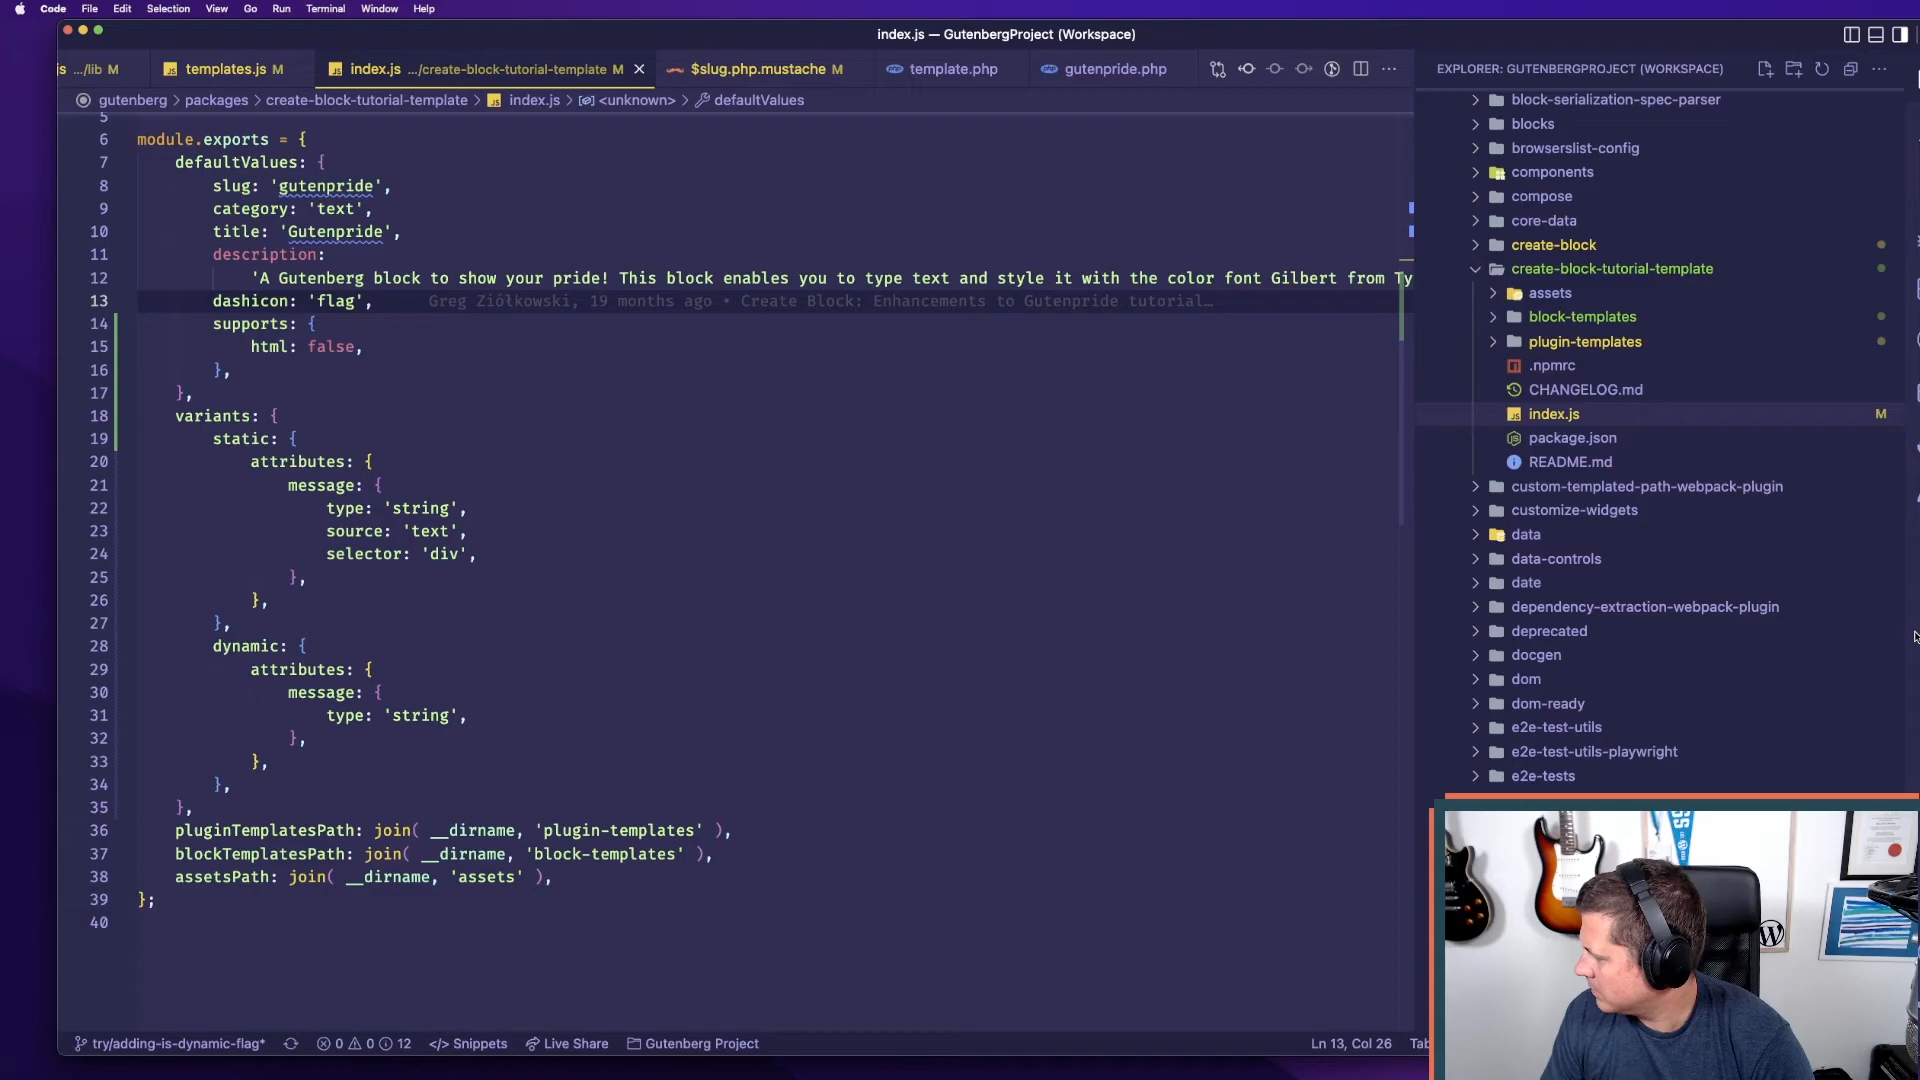 Code File Edit Selection View Go Run Terminal Window Help
index.js — GutenbergProject (Workspace)
js .../lib M
templates.js M
index.js .../create-block-tutorial-template M
$slug.php.mustache M
template.php
gutenpride.php
gutenberg > packages > create-block-tutorial-template > index.js > <unknown> > defaultValues
5
6 module.exports = {
7 defaultValues: {
8 slug: 'gutenpride',
9 category: 'text',
10 title: 'Gutenpride',
11 description:
12 'A Gutenberg block to show your pride! This block enables you to type text and style it with the color font Gilbert from Ty
13 dashicon: 'flag', Greg Ziółkowski, 19 months ago • Create Block: Enhancements to Gutenpride tutorial…
14 supports: {
15 html: false,
16 },
17 },
18 variants: {
19 static: {
20 attributes: {
21 message: {
22 type: 'string',
23 source: 'text',
24 selector: 'div',
25 },
26 },
27 },
28 dynamic: {
29 attributes: {
30 message: {
31 type: 'string',
32 },
33 },
34 },
35 },
36 pluginTemplatesPath: join( __dirname, 'plugin-templates' ),
37 blockTemplatesPath: join( __dirname, 'block-templates' ),
38 assetsPath: join( __dirname, 'assets' ),
39 };
40
EXPLORER: GUTENBERGPROJECT (WORKSPACE)
block-serialization-spec-parser
blocks
browserslist-config
components
compose
core-data
create-block
create-block-tutorial-template
assets
block-templates
plugin-templates
.npmrc
CHANGELOG.md
index.js M
package.json
README.md
custom-templated-path-webpack-plugin
customize-widgets
data
data-controls
date
dependency-extraction-webpack-plugin
deprecated
docgen
dom
dom-ready
e2e-test-utils
e2e-test-utils-playwright
e2e-tests
try/adding-is-dynamic-flag* 0 0 12 </> Snippets Live Share Gutenberg Project Ln 13, Col 26 Tab